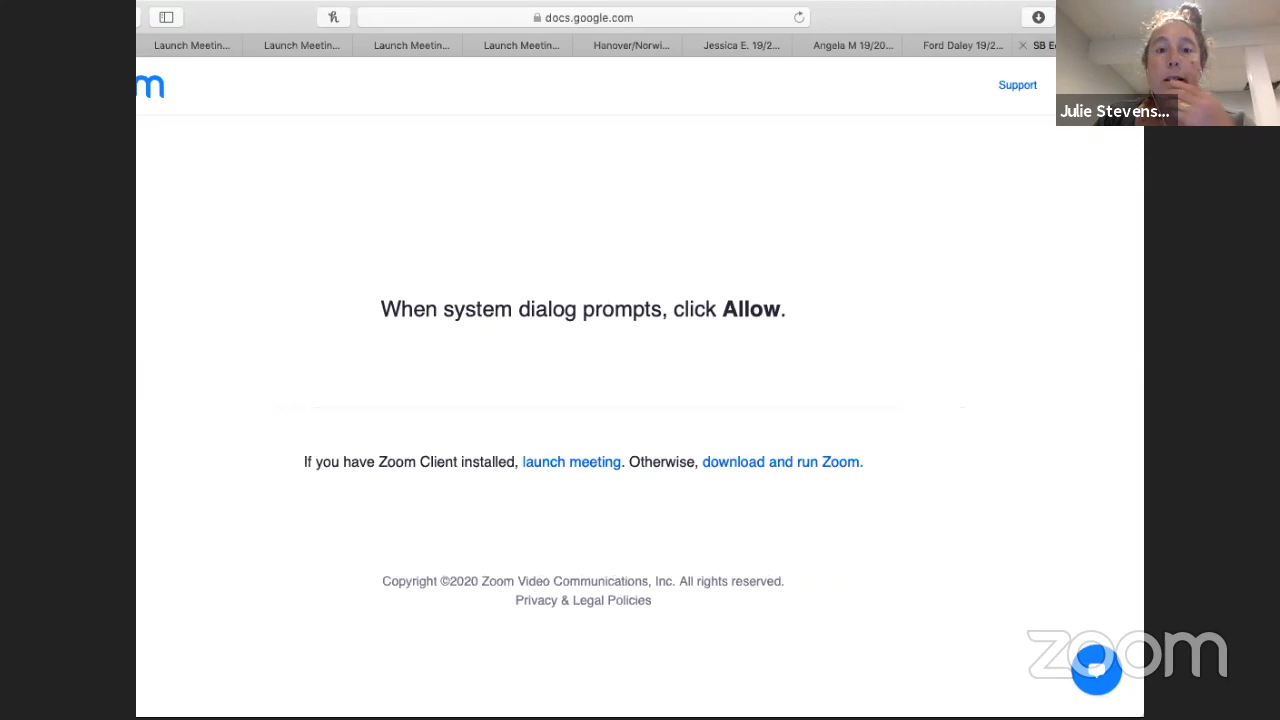 docs.google.com
Launch Meetin... Launch Meetin... Launch Meetin... Launch Meetin... Hanover/Norwi... Jessica E. 19/2... Angela M 19/20... Ford Daley 19/2... SB E
m Support
Julie Stevens...
When system dialog prompts, click Allow.
If you have Zoom Client installed, launch meeting. Otherwise, download and run Zoom.
Copyright ©2020 Zoom Video Communications, Inc. All rights reserved.
Privacy & Legal Policies
zoom